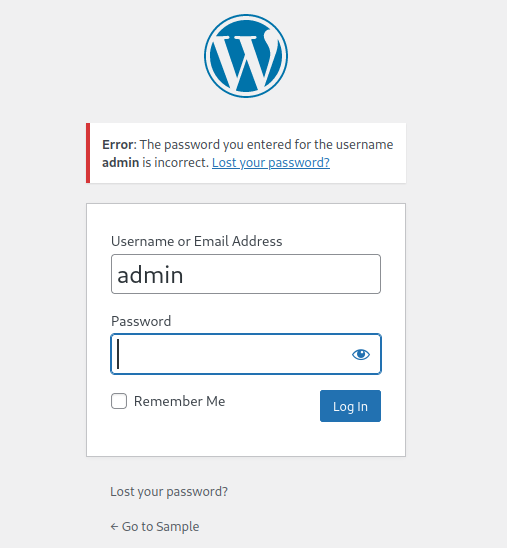 Error: The password you entered for the username
admin is incorrect. Lost your password?
Username or Email Address
admin
Password
Remember Me
Log In
Lost your password?
← Go to Sample